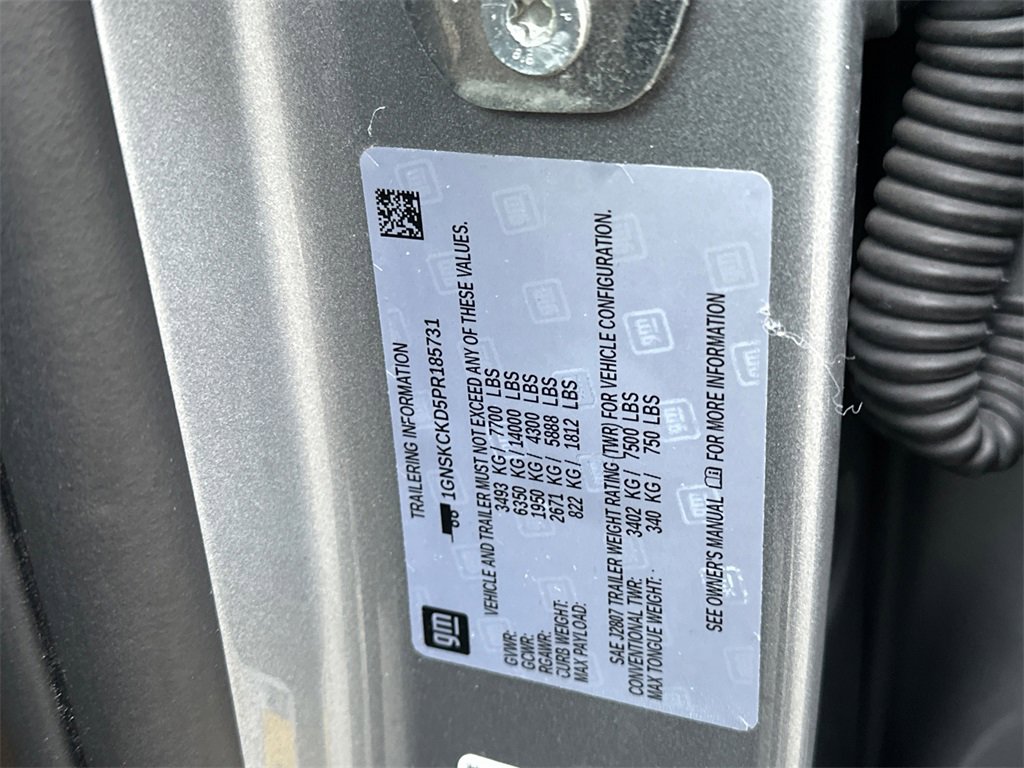 TRAILERING INFORMATION
1GNSKCKD5PR185731
gm
VEHICLE AND TRAILER MUST NOT EXCEED ANY OF THESE VALUES.
GVWR: 3493 KG / 7700 LBS
GCWR: 6350 KG / 14000 LBS
RGAWR: 1950 KG / 4300 LBS
CURB WEIGHT: 2671 KG / 5888 LBS
MAX PAYLOAD: 822 KG / 1812 LBS
SAE J2807 TRAILER WEIGHT RATING (TWR) FOR VEHICLE CONFIGURATION.
CONVENTIONAL TWR: 3402 KG / 7500 LBS
MAX TONGUE WEIGHT: 340 KG / 750 LBS
SEE OWNER'S MANUAL FOR MORE INFORMATION